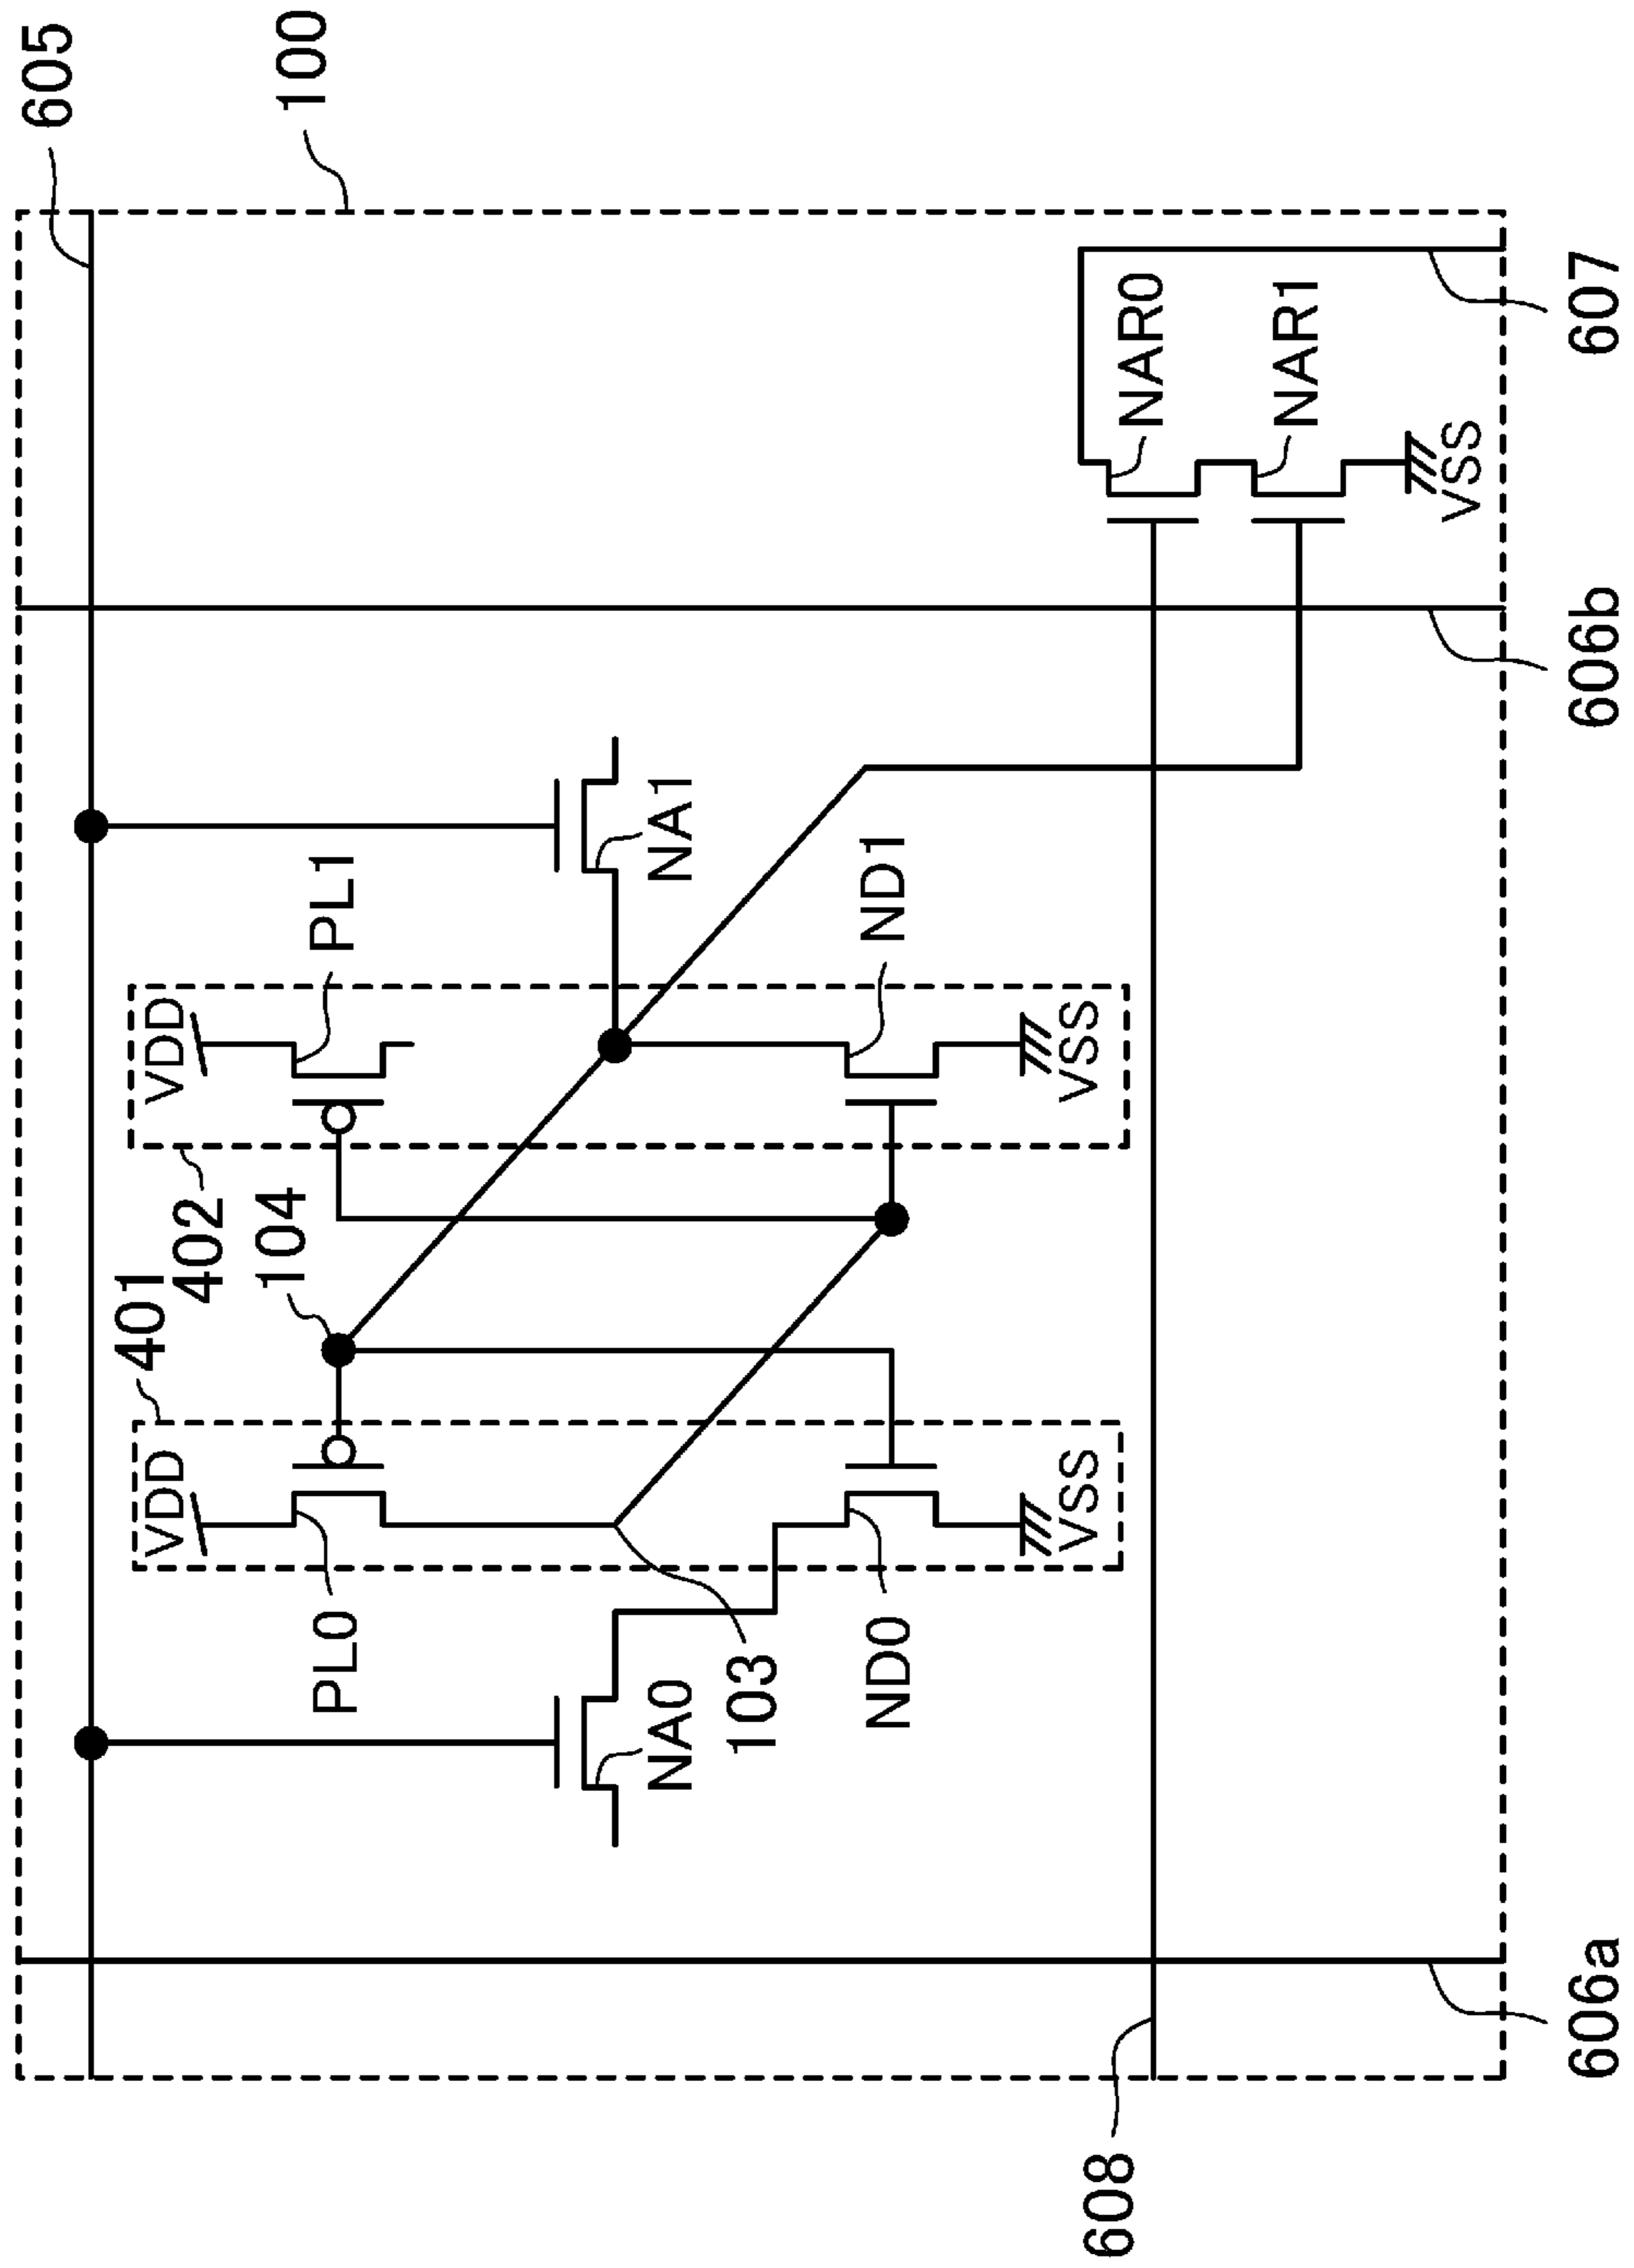 605
100
401
402
104
VDD
VDD
PL0
PL1
NA0
NA1
103
ND0
ND1
VSS
VSS
NAR0
NAR1
VSS
608
606a
606b
607